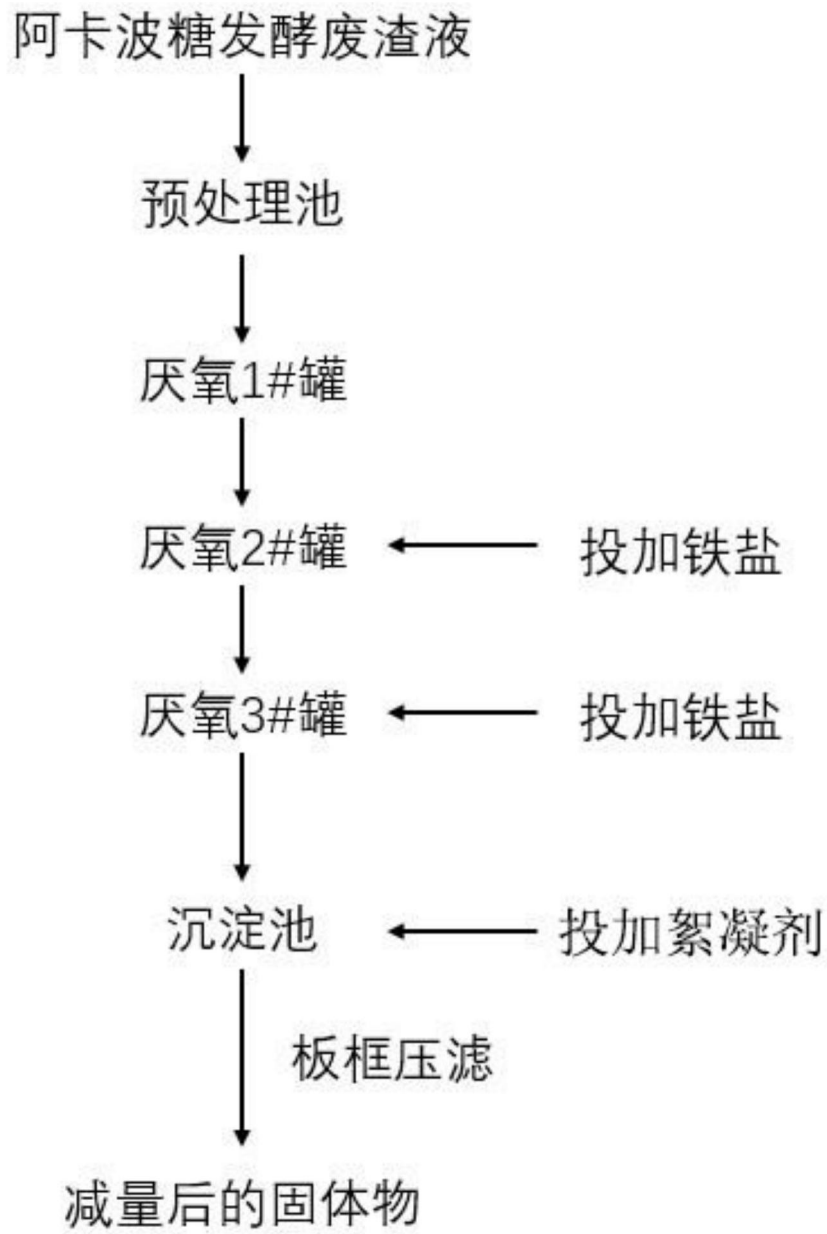 阿卡波糖发酵废渣液
预处理池
厌氧1#罐
厌氧2#罐
投加铁盐
厌氧3#罐
投加铁盐
沉淀池
投加絮凝剂
板框压滤
减量后的固体物